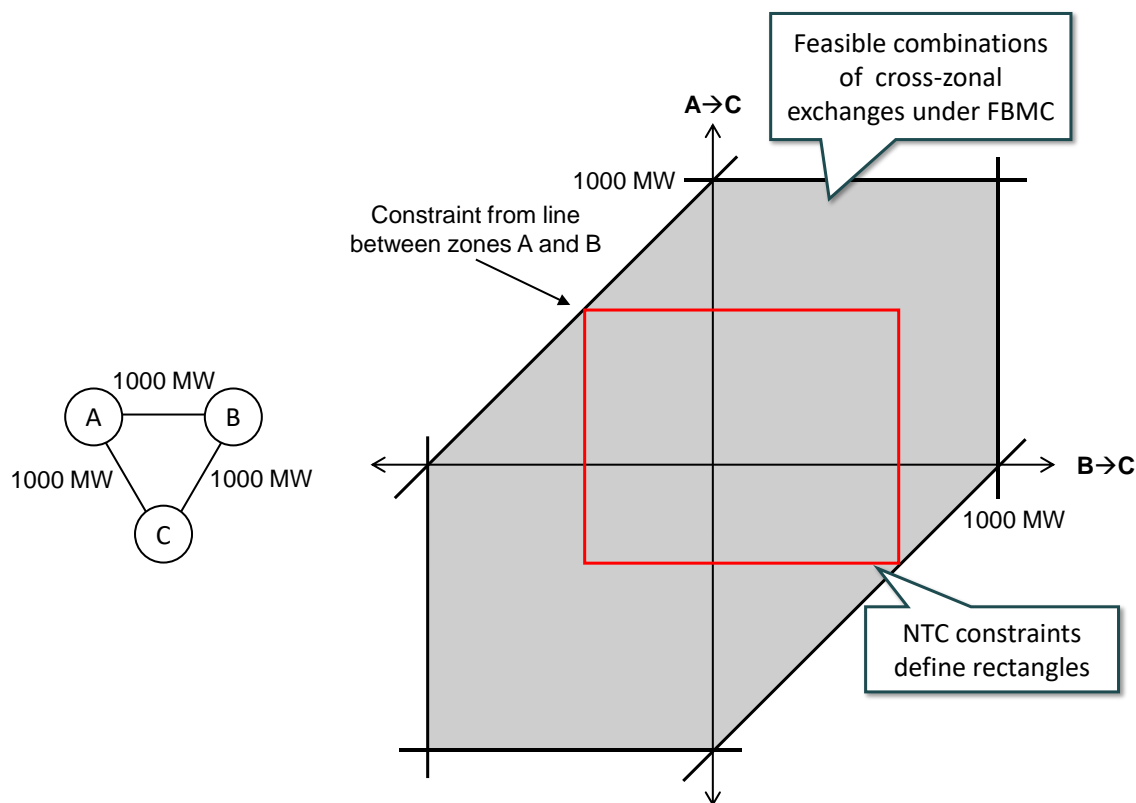 Feasible combinations
of cross-zonal
exchanges under FBMC
A→C
1000 MW
Constraint from line
between zones A and B
1000 MW
A
B
1000 MW
1000 MW
C
B→C
1000 MW
NTC constraints
define rectangles